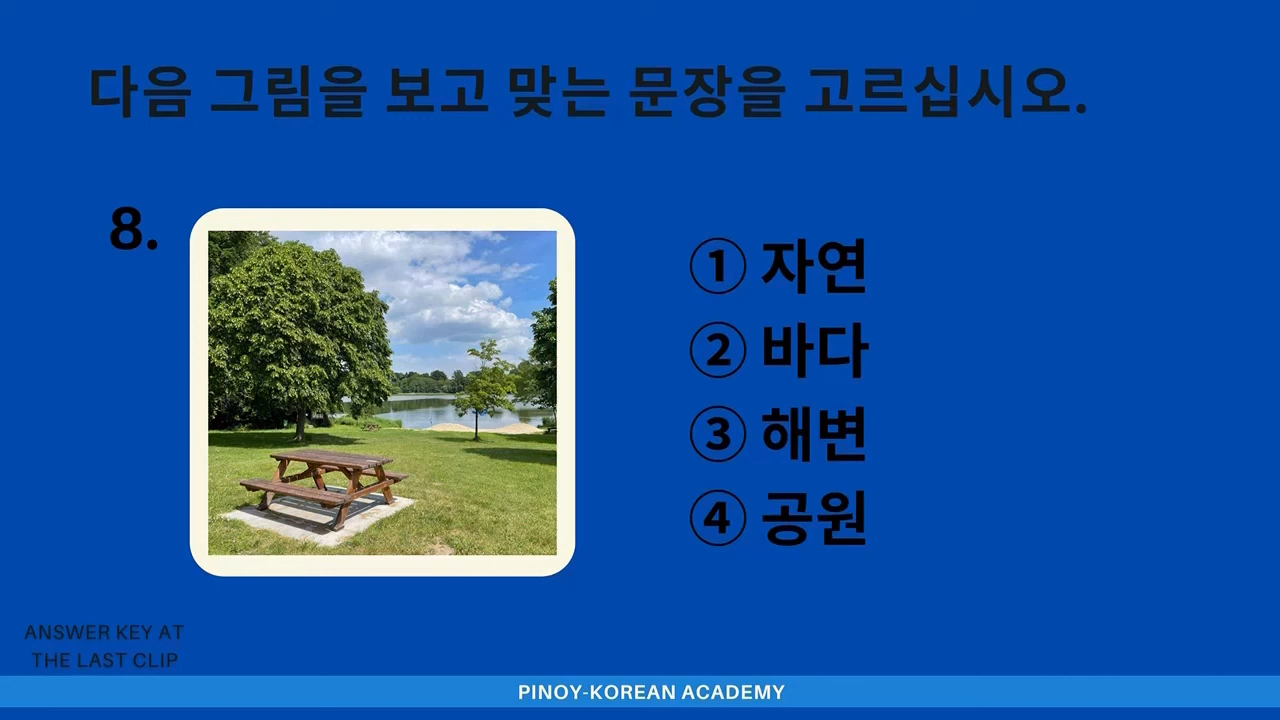 다음 그림을 보고 맞는 문장을 고르십시오.
8.
① 자연
② 바다
③ 해변
④ 공원
ANSWER KEY AT
THE LAST CLIP
PINOY-KOREAN ACADEMY